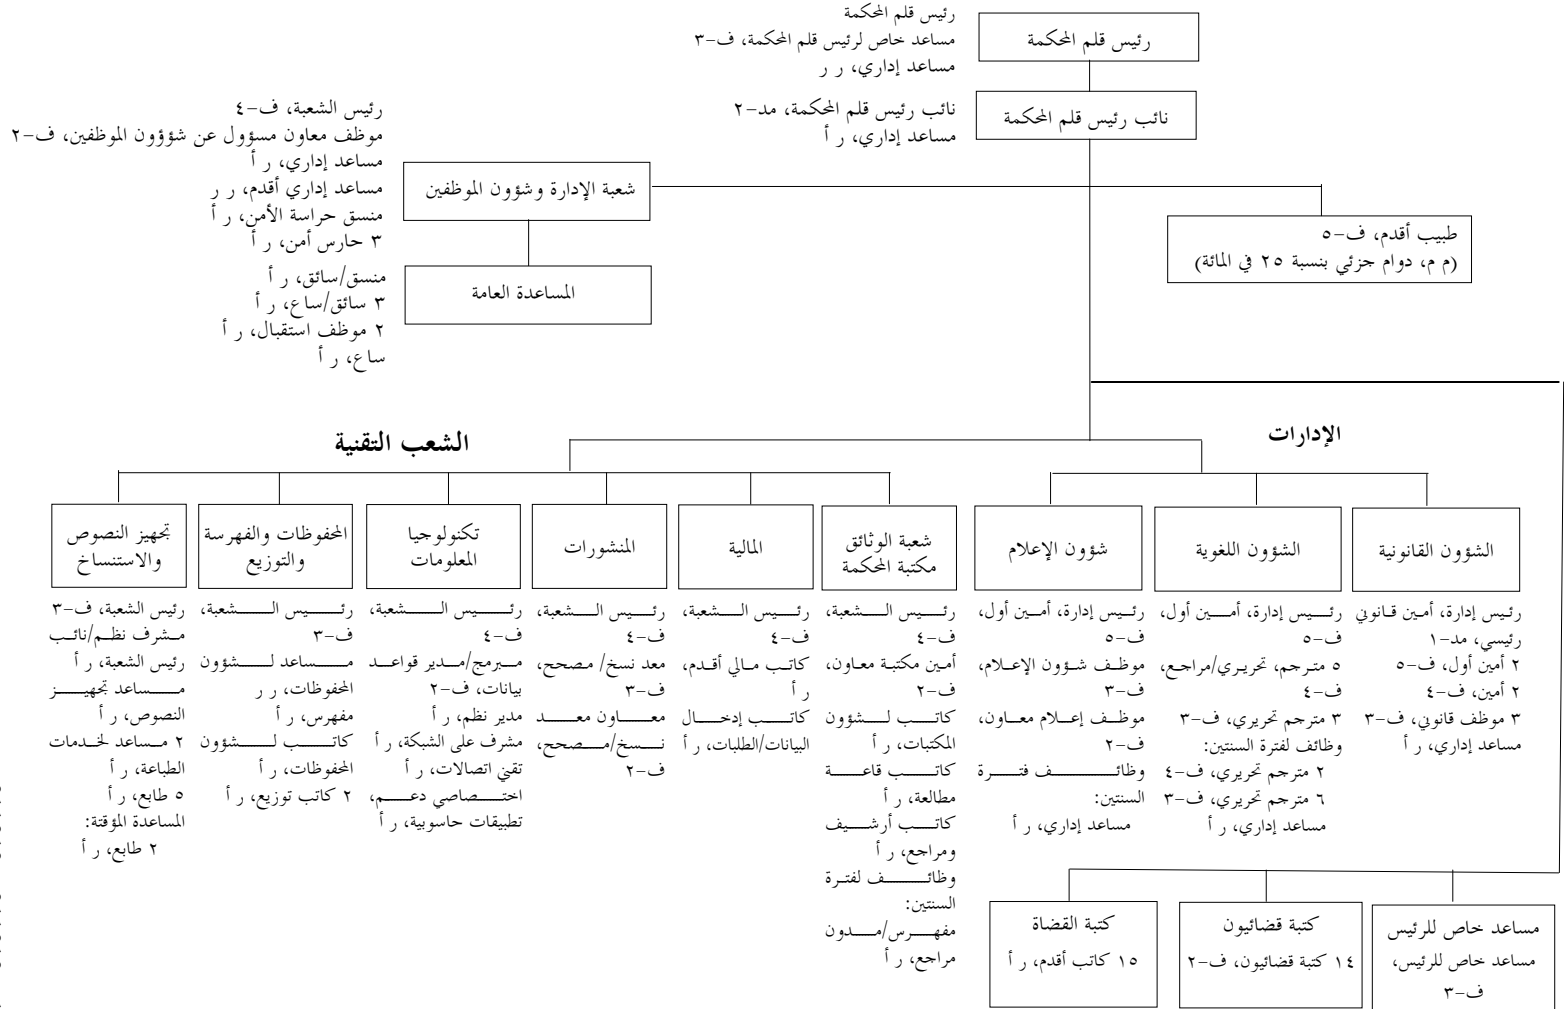 رئيس قلم المحكمة
رئيس قلم المحكمة
مساعد خاص لرئيس قلم المحكمة، ف-٣
مساعد إداري، ر ر
نائب رئيس قلم المحكمة
نائب رئيس قلم المحكمة، مد-٢
مساعد إداري، ر أ
طبيب أقدم، ف-٥
(م م، دوام جزئي بنسبة ٢٥ في المائة)
شعبة الإدارة وشؤون الموظفين
رئيس الشعبة، ف-٤
موظف معاون مسؤول عن شؤوون الموظفين، ف-٢
مساعد إداري، ر أ
مساعد إداري أقدم، ر ر
منسق حراسة الأمن، ر أ
٣ حارس أمن، ر أ
المساعدة العامة
منسق/سائق، ر أ
٣ سائق/ساع، ر أ
٢ موظف استقبال، ر أ
ساع، ر أ
الإدارات
الشؤون القانونية
رئيس إدارة، أمين قانوني
رئيسي، مد-١
٢ أمين أول، ف-٥
٢ أمين، ف-٤
٣ موظف قانوني، ف-٣
مساعد إداري، ر أ
الشؤون اللغوية
رئيس إدارة، أمين أول،
ف-٥
٥ مترجم، تحريري/مراجع،
ف-٤
٣ مترجم تحريري، ف-٣
وظائف لفترة السنتين:
٢ مترجم تحريري، ف-٤
٦ مترجم تحريري، ف-٣
مساعد إداري، ر أ
شؤون الإعلام
رئيس إدارة، أمين أول،
ف-٥
موظف شؤون الإعلام،
ف-٣
موظف إعلام معاون،
ف-٢
وظائف فترة
السنتين:
مساعد إداري، ر أ
الشعب التقنية
شعبة الوثائق
مكتبة المحكمة
رئيس الشعبة،
ف-٤
أمين مكتبة معاون،
ف-٢
كاتب لشؤون
المكتبات، ر أ
كاتب قاعة
مطالعة، ر أ
كاتب أرشيف
ومراجع، ر أ
وظائف لفترة
السنتين:
مفهرس/مدون
مراجع، ر أ
المالية
رئيس الشعبة،
ف-٤
كاتب مالي أقدم،
ر أ
كاتب إدخال
البيانات/الطلبات، ر أ
المنشورات
رئيس الشعبة،
ف-٤
معد نسخ/ مصحح،
ف-٣
معاون معد
نسخ/مصحح،
ف-٢
تكنولوجيا
المعلومات
رئيس الشعبة،
ف-٤
مبرمج/مدير قواعد
بيانات، ف-٢
مدير نظم، ر أ
مشرف على الشبكة، ر أ
تقني اتصالات، ر أ
اختصاصي دعم،
تطبيقات حاسوبية، ر أ
المحفوظات والفهرسة
والتوزيع
رئيس الشعبة،
ف-٣
مساعد لشؤون
المحفوظات، ر ر
مفهرس، ر أ
كاتب لشؤون
المحفوظات، ر أ
٢ كاتب توزيع، ر أ
تجهيز النصوص
والاستنساخ
رئيس الشعبة، ف-٣
مشرف نظم/نائب
رئيس الشعبة، ر أ
مساعد تجهيز
النصوص، ر أ
٢ مساعد لخدمات
الطباعة، ر أ
٥ طابع، ر أ
المساعدة المؤقتة:
٢ طابع، ر أ
مساعد خاص للرئيس
مساعد خاص للرئيس،
ف-٣
كتبة قضائيون
١٤ كتبة قضائيون، ف-٢
كتبة القضاة
١٥ كاتب أقدم، ر أ